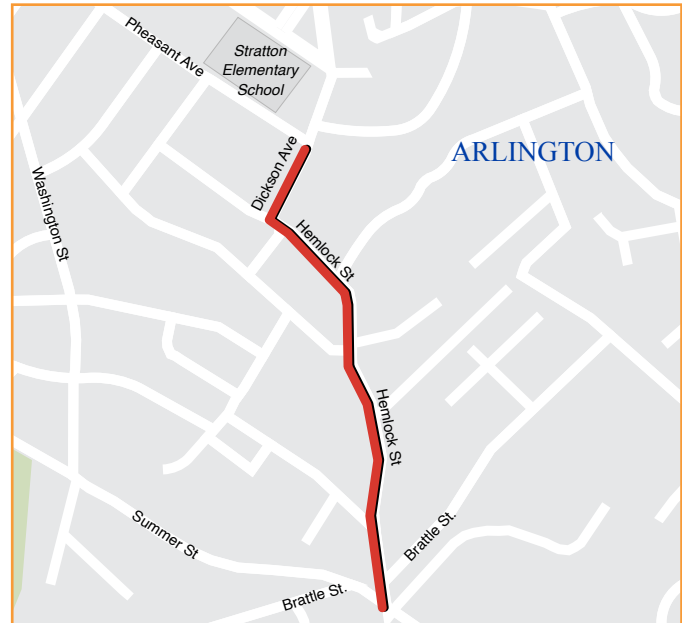 Pheasant Ave
Stratton
Elementary
School
Dickson Ave
ARLINGTON
Washington St
Hemlock St
Hemlock St
Summer St
Brattle St.
Brattle St.